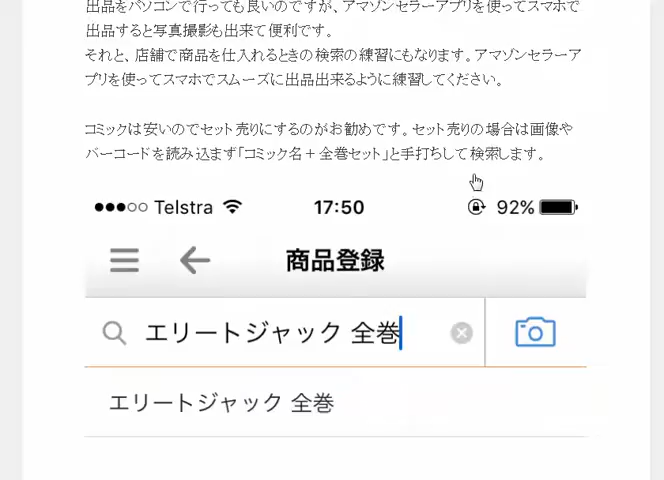 出品をパソコンで行っても良いのですが、アマゾンセラーアプリを使ってスマホで
出品すると写真撮影も出来て便利です。
それと、店舗で商品を仕入れるときの検索の練習にもなります。アマゾンセラーア
プリを使ってスマホでスムーズに出品出来るように練習してください。
コミックは安いのでセット売りにするのがお勧めです。セット売りの場合は画像や
バーコードを読み込まず「コミック名＋全巻セット」と手打ちして検索します。
Telstra 17:50 92%
商品登録
エリートジャック 全巻
エリートジャック 全巻